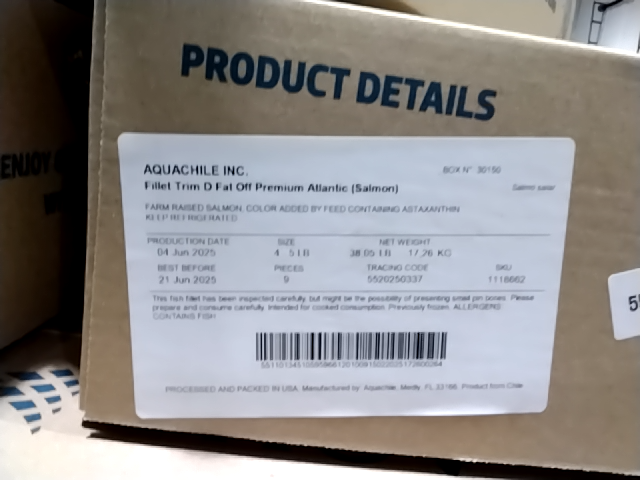 PRODUCT DETAILS
ENJOY
AQUACHILE INC.
BOX N° 30150
Fillet Trim D Fat Off Premium Atlantic (Salmon)
Salmo salar
FARM RAISED SALMON, COLOR ADDED BY FEED CONTAINING ASTAXANTHIN
KEEP REFRIGERATED
PRODUCTION DATE SIZE NET WEIGHT
04 Jun 2025 4 5 LB 38.05 LB 17.26 KG
BEST BEFORE PIECES TRACING CODE SKU
21 Jun 2025 9 5520250337 1118662
This fish fillet has been inspected carefully, but might be the possibility of presenting small pin bones. Please
prepare and consume carefully. Intended for cooked consumption. Previously frozen. ALLERGENS:
CONTAINS FISH
PROCESSED AND PACKED IN USA. Manufactured by: Aquachile, Medly, FL 33166. Product from Chile